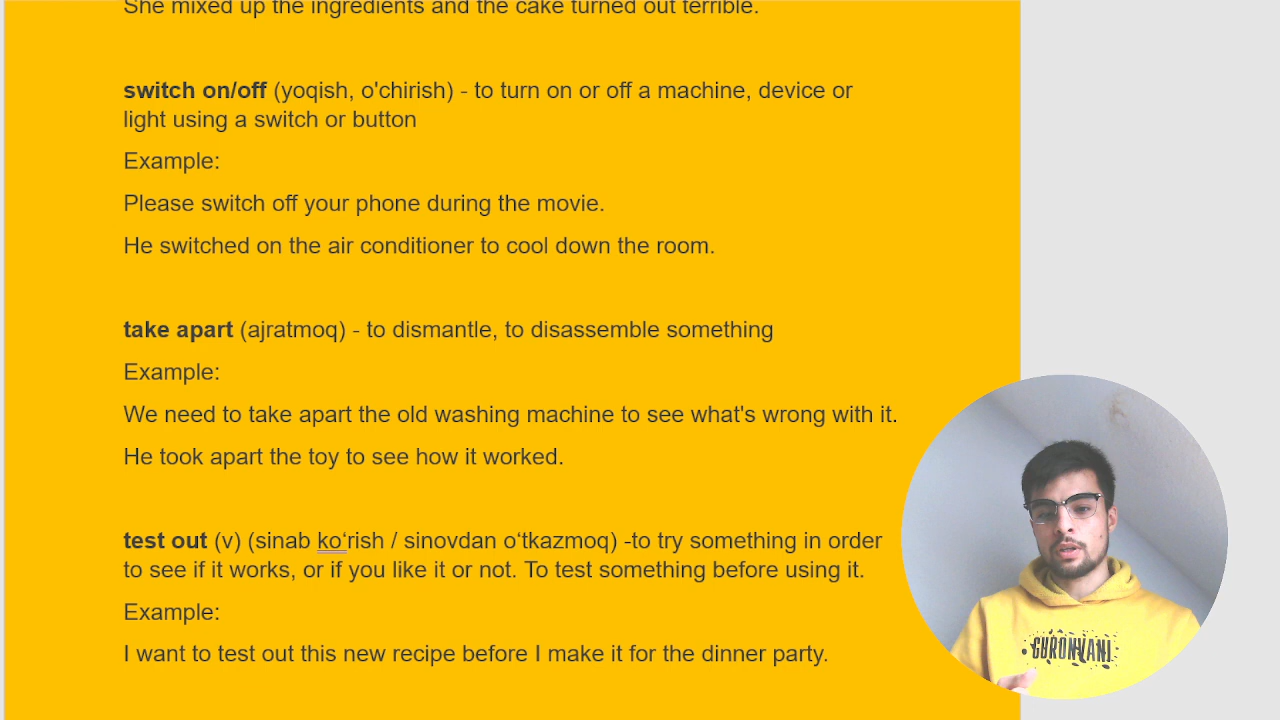 She mixed up the ingredients and the cake turned out terrible.
switch on/off (yoqish, o'chirish) - to turn on or off a machine, device or
light using a switch or button
Example:
Please switch off your phone during the movie.
He switched on the air conditioner to cool down the room.
take apart (ajratmoq) - to dismantle, to disassemble something
Example:
We need to take apart the old washing machine to see what's wrong with it.
He took apart the toy to see how it worked.
test out (v) (sinab ko‘rish / sinovdan o‘tkazmoq) -to try something in order
to see if it works, or if you like it or not. To test something before using it.
Example:
I want to test out this new recipe before I make it for the dinner party.